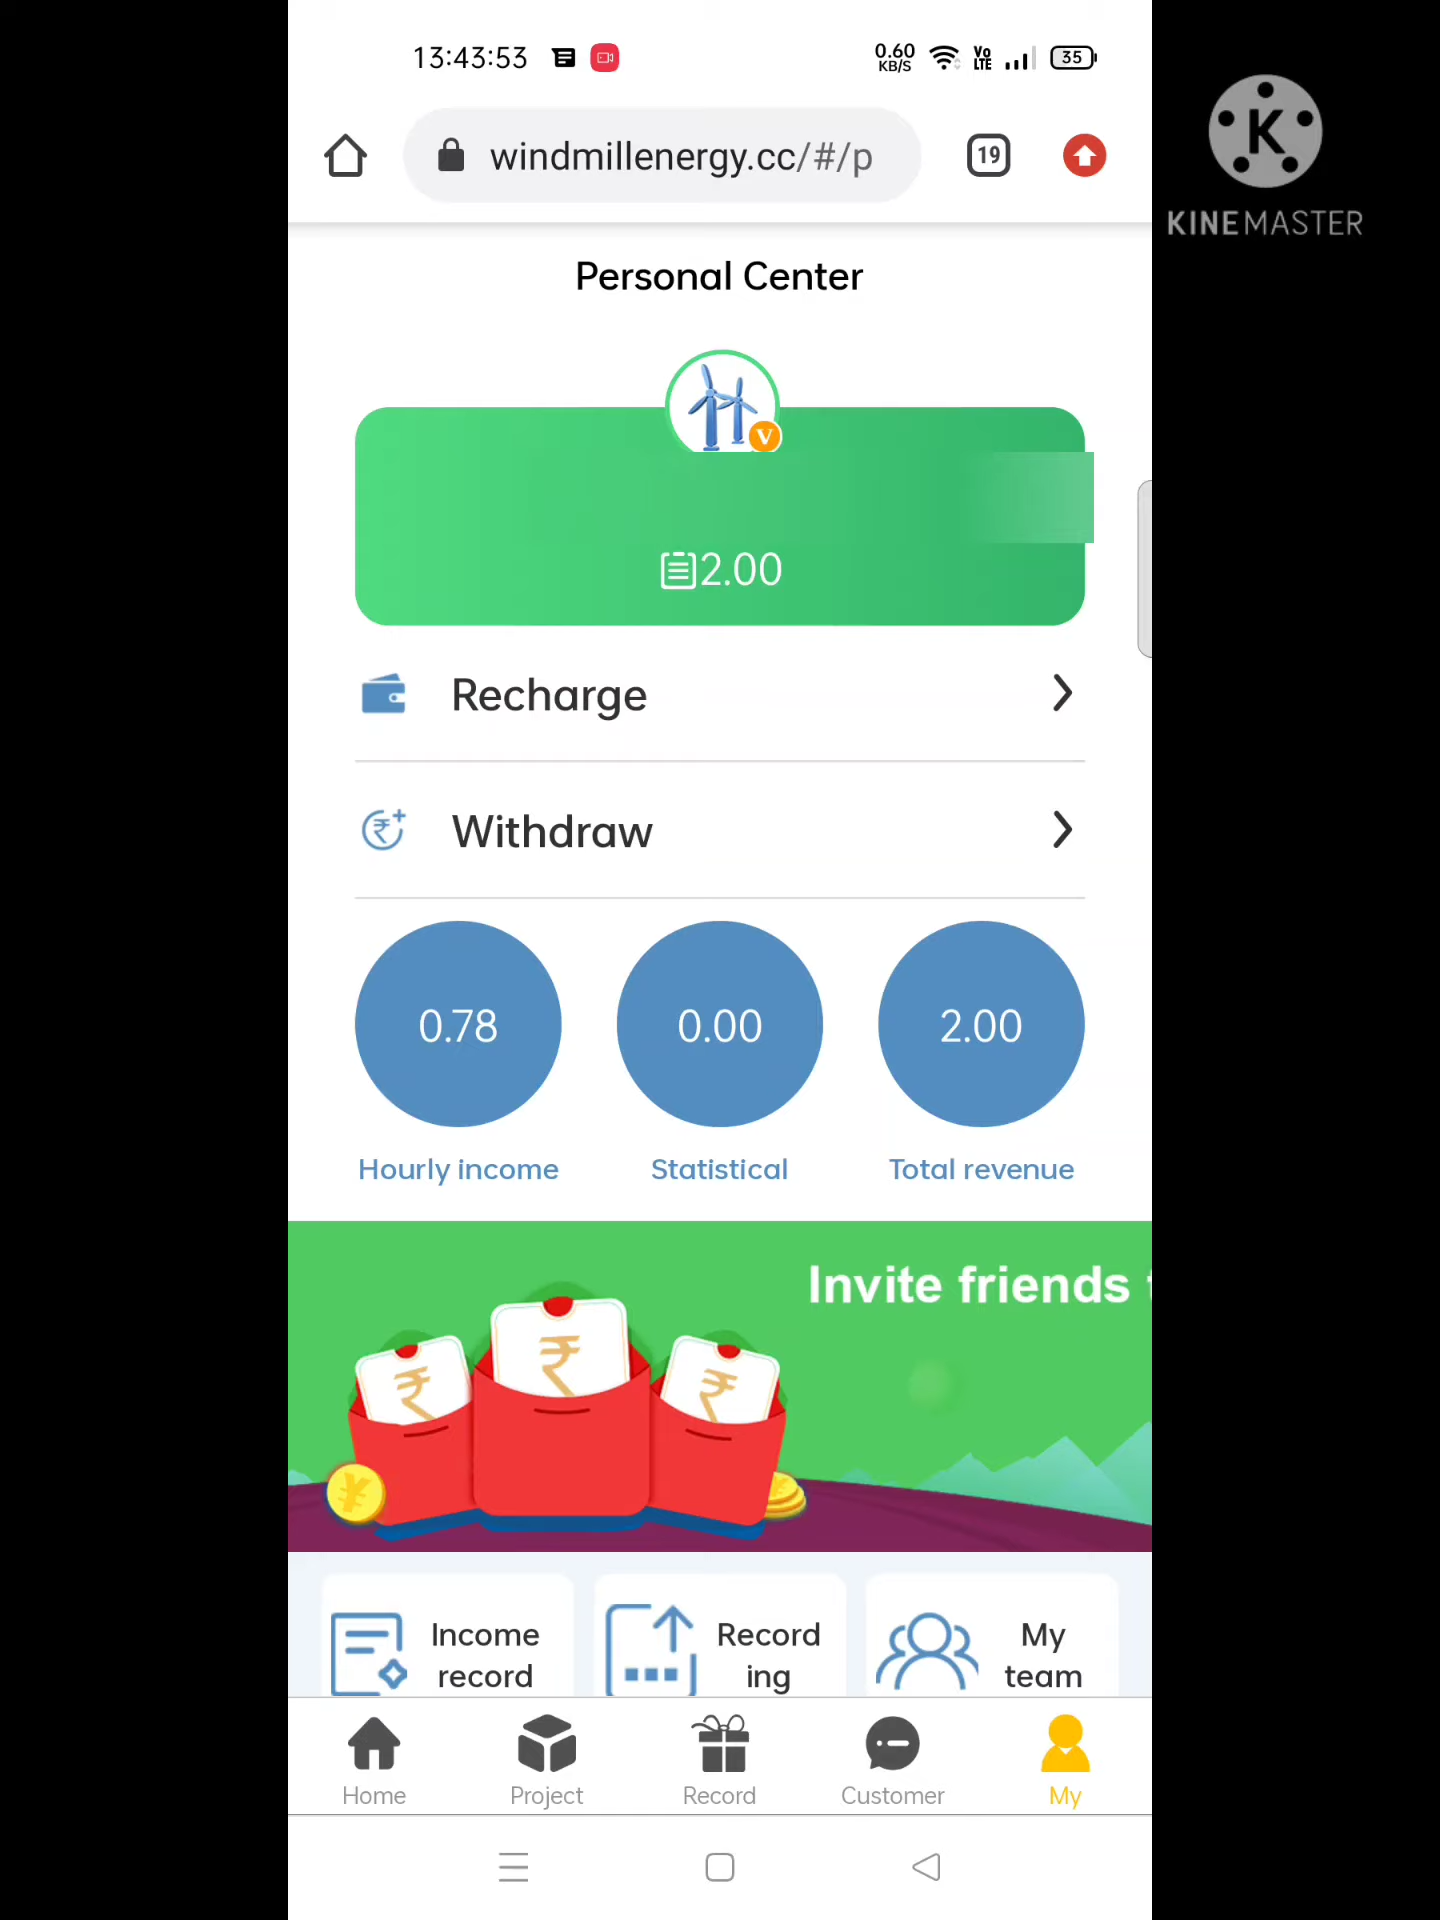 13:43:53
0.60
KB/S
Vo
LTE
35
windmillenergy.cc/#/p
19
K
KINEMASTER
Personal Center
V
2.00
Recharge
₹
Withdraw
0.78
0.00
2.00
Hourly income
Statistical
Total revenue
Invite friends
₹
₹
₹
¥
Income
record
Record
ing
My
team
Home
Project
Record
Customer
My